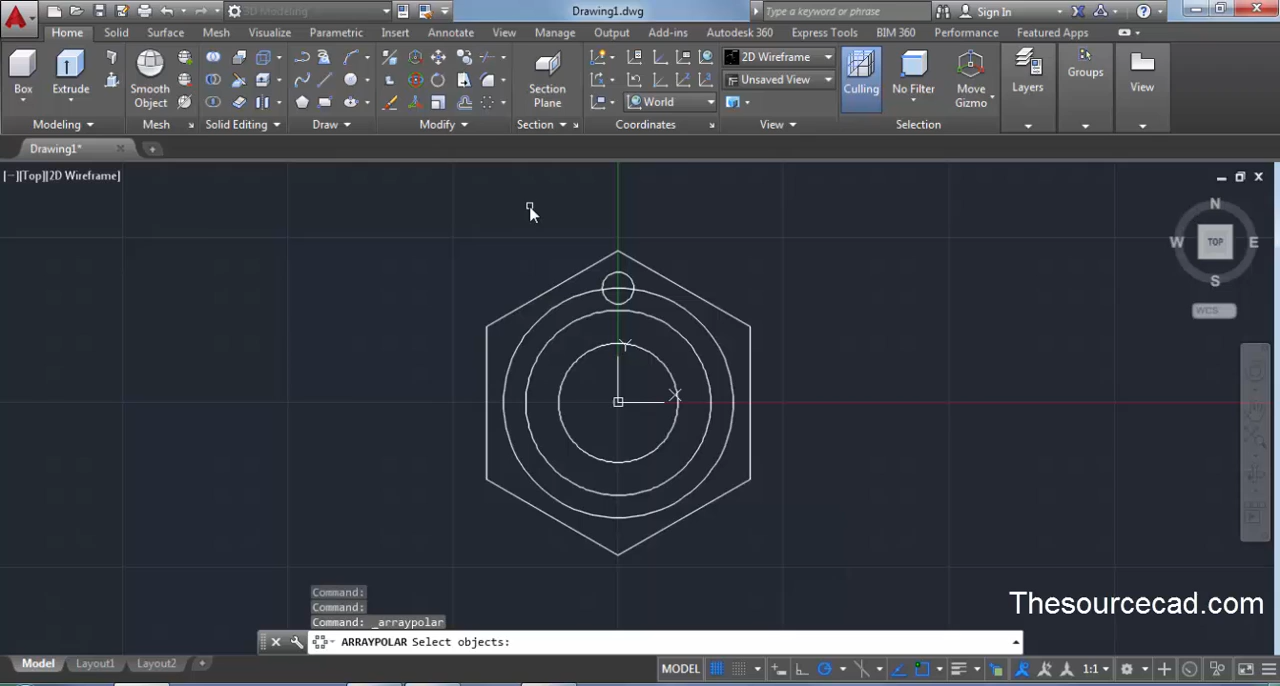 3D Modeling
Drawing1.dwg
Type a keyword or phrase
Sign In
Home Solid Surface Mesh Visualize Parametric Insert Annotate View Manage Output Add-ins Autodesk 360 Express Tools BIM 360 Performance Featured Apps
2D Wireframe
Unsaved View
World
Box
Extrude
Smooth
Object
Section
Plane
Culling
No Filter
Move
Gizmo
Layers
Groups
View
Modeling
Mesh
Solid Editing
Draw
Modify
Section
Coordinates
View
Selection
Drawing1*
[−][Top][2D Wireframe]
N
W
TOP
E
S
WCS
Y
X
Command:
Command:
Command: _arraypolar
ARRAYPOLAR Select objects:
Thesourcecad.com
Model Layout1 Layout2
MODEL
1:1